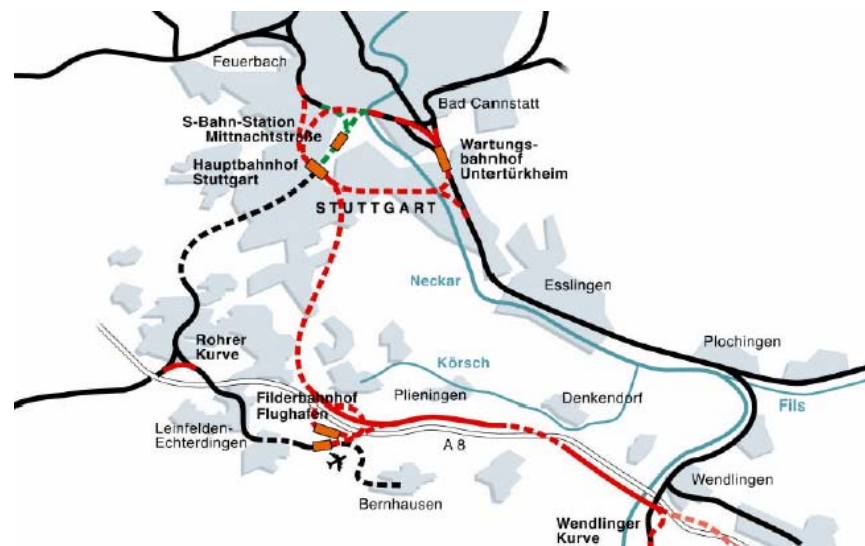 Feuerbach
Bad Cannstatt
S-Bahn-Station
Mittnachtstraße
Wartungs-
bahnhof
Untertürkheim
Hauptbahnhof
Stuttgart
STUTTGART
Neckar
Esslingen
Plochingen
Rohrer
Kurve
Körsch
Filderbahnhof
Flughafen
Plieningen
Denkendorf
Fils
Leinfelden-
Echterdingen
A 8
Bernhausen
Wendlingen
Wendlinger
Kurve